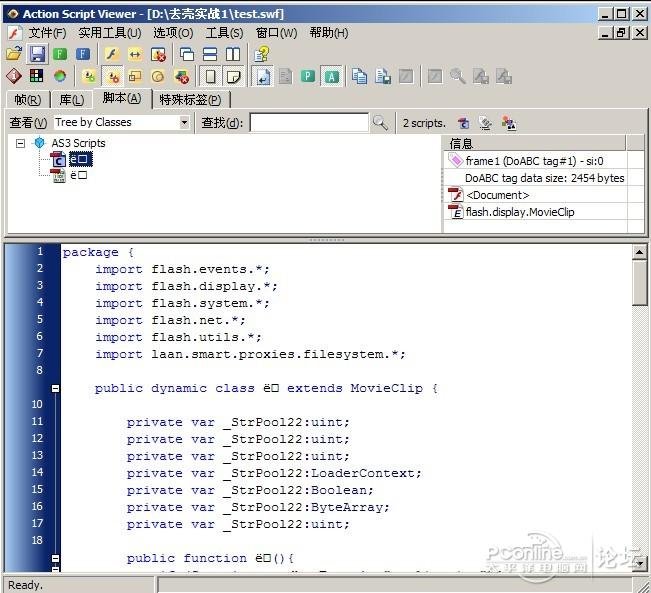 Action Script Viewer - [D:\去壳实战1\test.swf]
文件(F) 实用工具(U) 选项(O) 工具(S) 窗口(W) 帮助(H)
帧(R) 库(L) 脚本(A) 特殊标签(P)
查看(V) Tree by Classes 查找(d): 2 scripts.
AS3 Scripts
ë□
ë□
信息
frame1 (DoABC tag#1) - si:0
DoABC tag data size: 2454 bytes
<Document>
flash.display.MovieClip
1 package {
2 import flash.events.*;
3 import flash.display.*;
4 import flash.system.*;
5 import flash.net.*;
6 import flash.utils.*;
7 import laan.smart.proxies.filesystem.*;
8
public dynamic class ë□ extends MovieClip {
10
11 private var _StrPool22:uint;
12 private var _StrPool22:uint;
13 private var _StrPool22:uint;
14 private var _StrPool22:LoaderContext;
15 private var _StrPool22:Boolean;
16 private var _StrPool22:ByteArray;
17 private var _StrPool22:uint;
18
public function ë□(){
PConline.com.cn
太平洋电脑网 论坛
Ready.